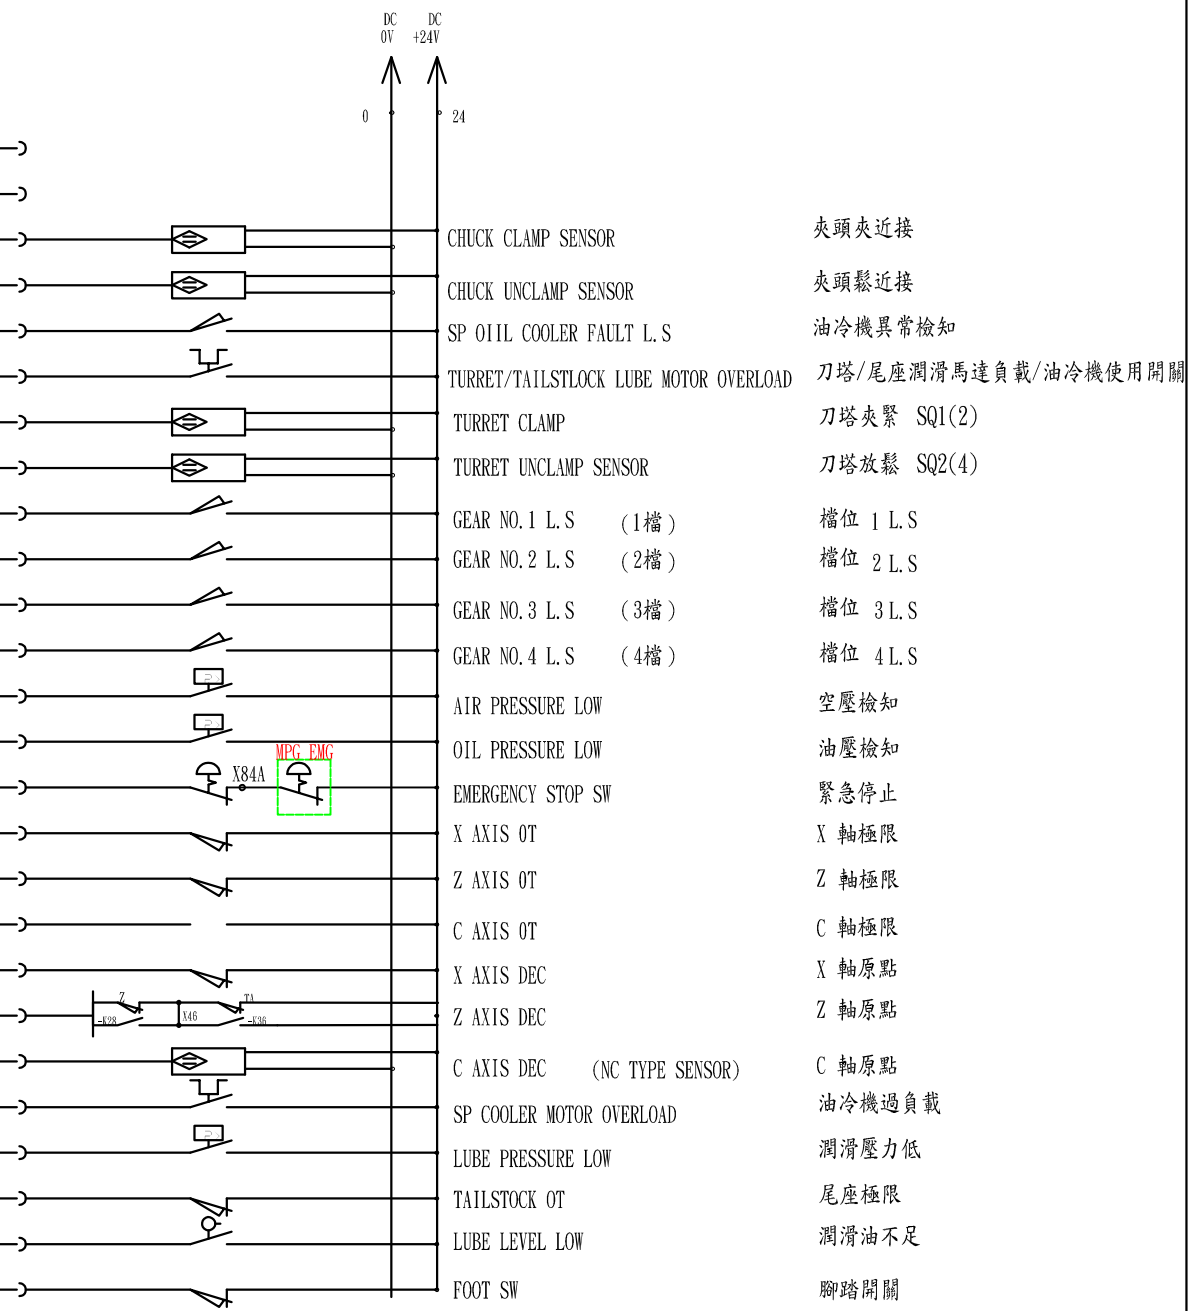 DC DC
0V +24V
0 24
CHUCK CLAMP SENSOR 夾頭夾近接
CHUCK UNCLAMP SENSOR 夾頭鬆近接
SP OIIL COOLER FAULT L.S 油冷機異常檢知
TURRET/TAILSTLOCK LUBE MOTOR OVERLOAD 刀塔/尾座潤滑馬達負載/油冷機使用開關
TURRET CLAMP 刀塔夾緊 SQ1(2)
TURRET UNCLAMP SENSOR 刀塔放鬆 SQ2(4)
GEAR NO.1 L.S (1檔) 檔位 1 L.S
GEAR NO.2 L.S (2檔) 檔位 2 L.S
GEAR NO.3 L.S (3檔) 檔位 3 L.S
GEAR NO.4 L.S (4檔) 檔位 4 L.S
AIR PRESSURE LOW 空壓檢知
OIL PRESSURE LOW 油壓檢知
MPG EMG
X84A
EMERGENCY STOP SW 緊急停止
X AXIS OT X 軸極限
Z AXIS OT Z 軸極限
C AXIS OT C 軸極限
X AXIS DEC X 軸原點
Z TA
-K28 X46 -K36
Z AXIS DEC Z 軸原點
C AXIS DEC (NC TYPE SENSOR) C 軸原點
SP COOLER MOTOR OVERLOAD 油冷機過負載
LUBE PRESSURE LOW 潤滑壓力低
TAILSTOCK OT 尾座極限
LUBE LEVEL LOW 潤滑油不足
FOOT SW 腳踏開關